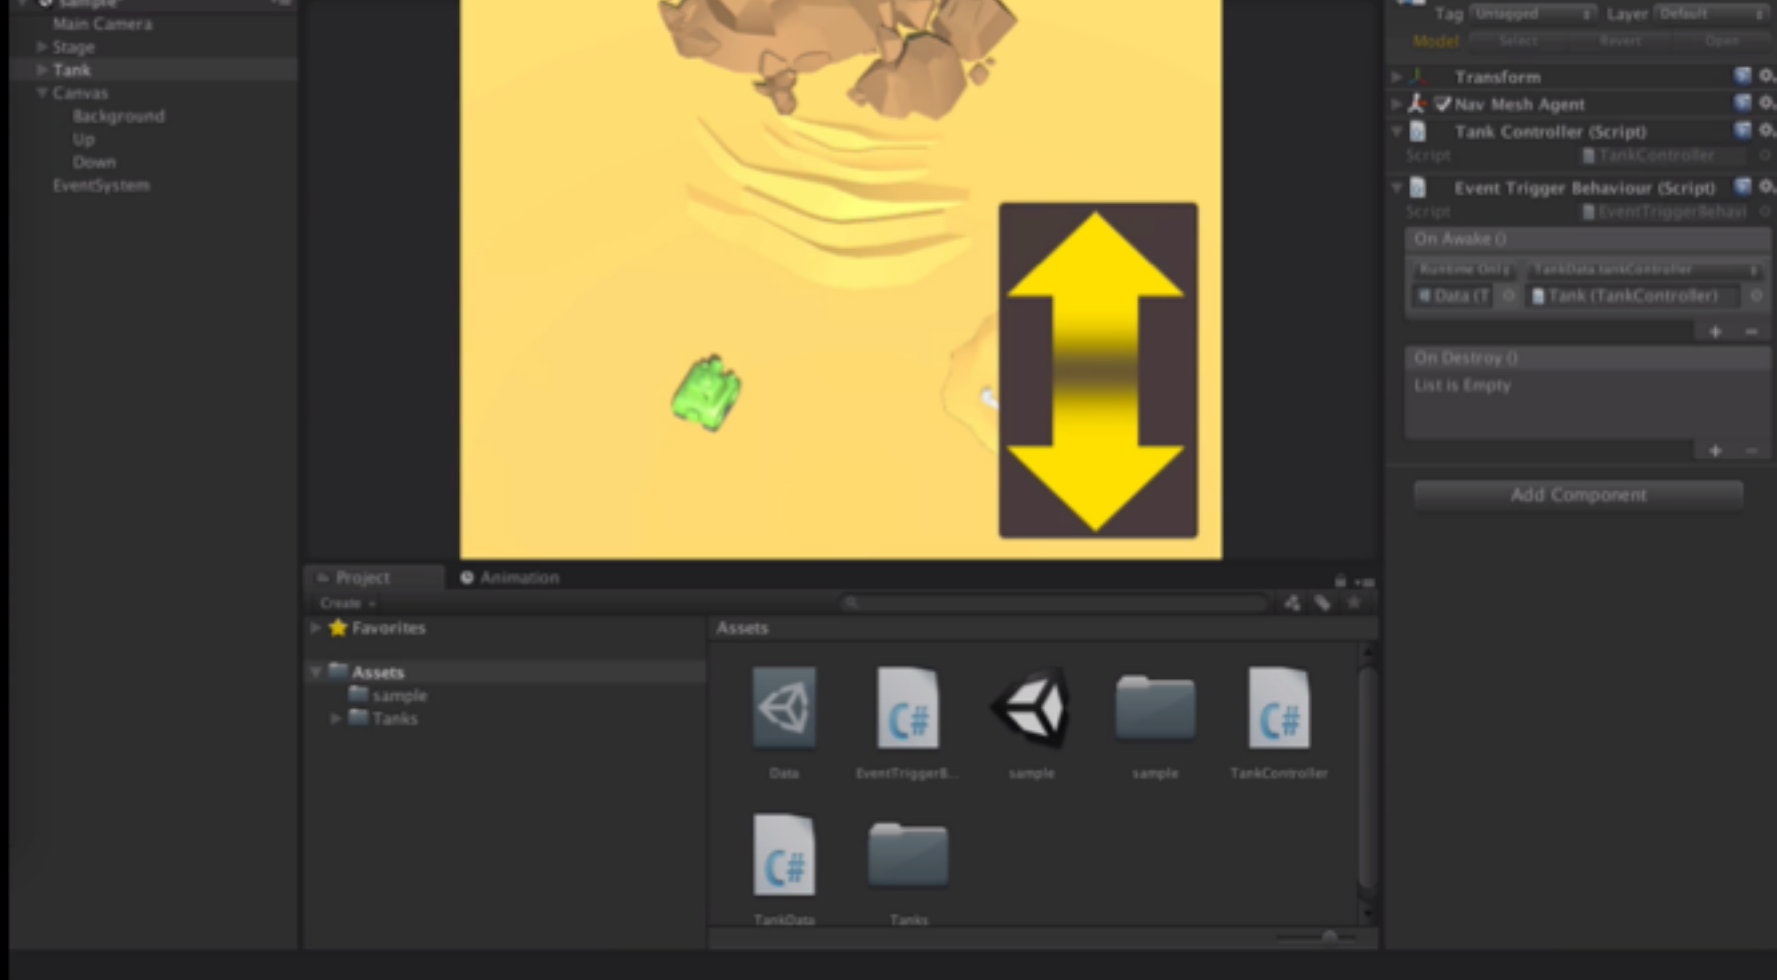 sample*
Main Camera
Stage
Tank
Canvas
Background
Up
Down
EventSystem
Tag Untagged Layer Default
Model Select Revert Open
Transform
Nav Mesh Agent
Tank Controller (Script)
Script TankController
Event Trigger Behaviour (Script)
Script EventTriggerBehavi
On Awake ()
Runtime Onl TankData.tankController
Data (T Tank (TankController)
+ −
On Destroy ()
List is Empty
+ −
Add Component
Project Animation
Create
Favorites
Assets
sample
Tanks
Assets
Data EventTriggerB... sample sample TankController
C# C#
TankData Tanks
C#